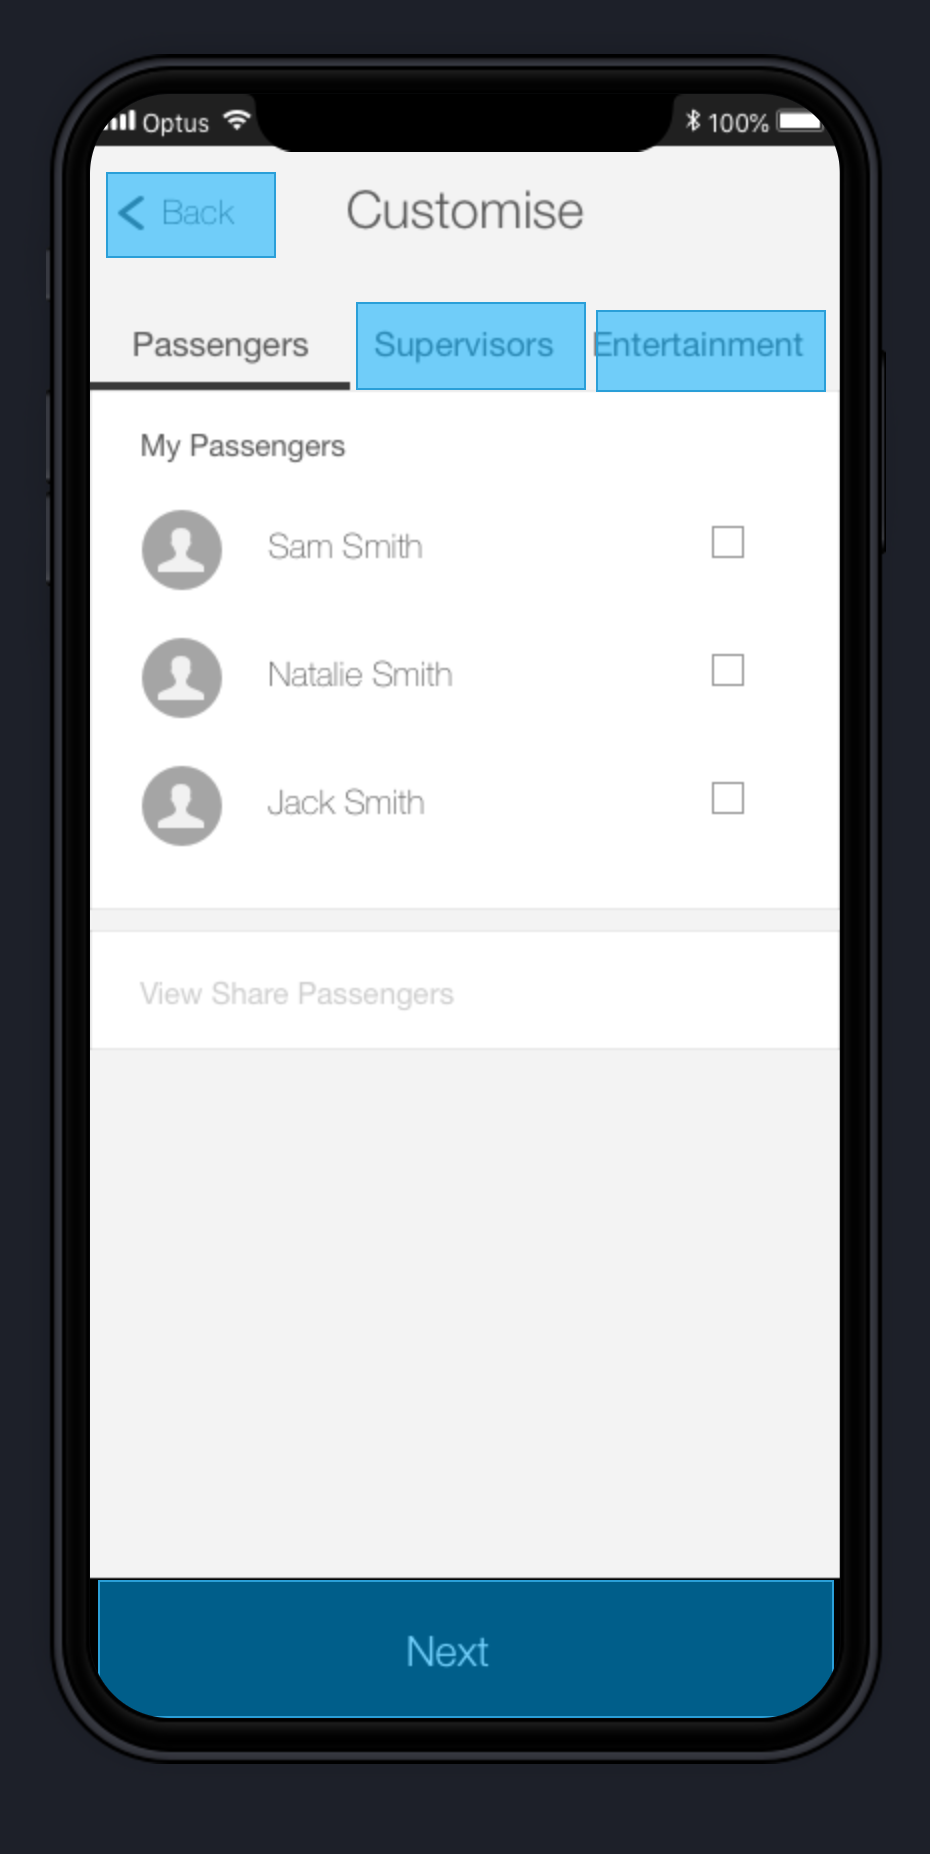 Optus 100%
Back Customise
Passengers Supervisors Entertainment
My Passengers
Sam Smith
Natalie Smith
Jack Smith
View Share Passengers
Next